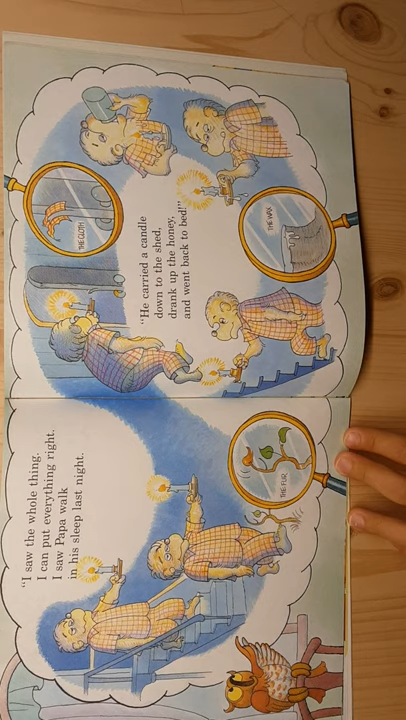 "I saw the whole thing.
I can put everything right.
I saw Papa walk
in his sleep last night.
THE FUR
THE CLOTH
"He carried a candle
down to the shed,
drank up the honey,
and went back to bed!"
THE WAX